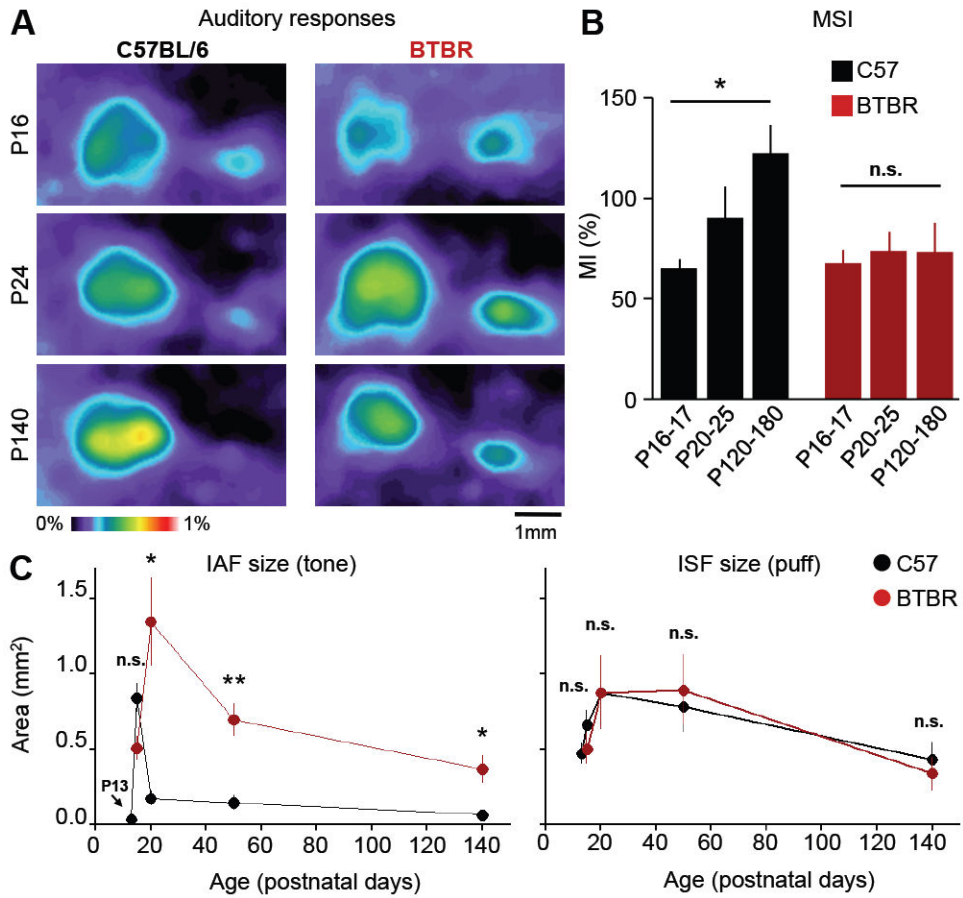 A
Auditory responses
C57BL/6
BTBR
P16
P24
P140
0%
1%
1mm
B
MSI
C57
BTBR
MI (%)
150
100
50
0
*
n.s.
P16-17
P20-25
P120-180
P16-17
P20-25
P120-180
C
IAF size (tone)
Area (mm²)
1.5
1.0
0.5
0.0
P13
n.s.
*
**
*
0 20 40 60 80 100 120 140
Age (postnatal days)
ISF size (puff)
C57
BTBR
n.s.
n.s.
n.s.
n.s.
0 20 40 60 80 100 120 140
Age (postnatal days)